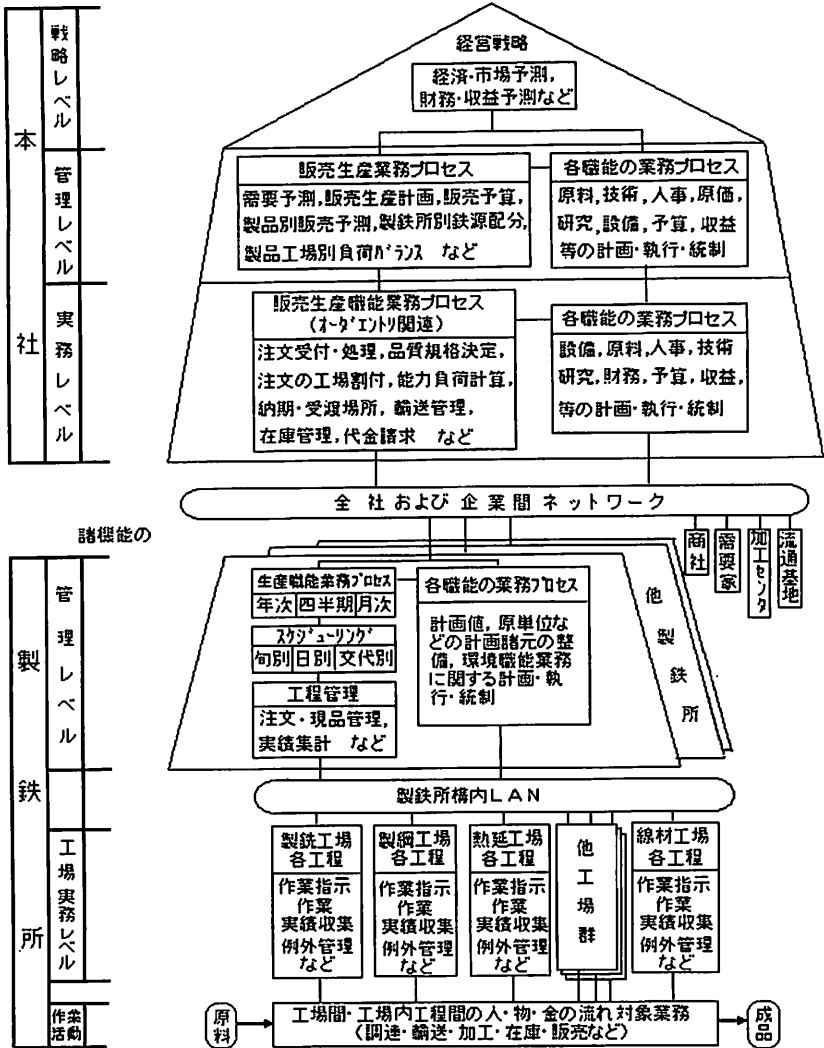 本社
戦略レベル
管理レベル
実務レベル
経営戦略
経済・市場予測,
財務・収益予測など
販売生産業務プロセス
需要予測,販売生産計画,販売予算,
製品別販売予測,製鉄所別鉄源配分,
製品工場別負荷バランス など
各職能の業務プロセス
原料,技術,人事,原価,
研究,設備,予算,収益
等の計画・執行・統制
販売生産職能業務プロセス
(オーダエントリ関連)
注文受付・処理,品質規格決定,
注文の工場割付,能力負荷計算,
納期・受渡場所,輸送管理,
在庫管理,代金請求 など
各職能の業務プロセス
設備,原料,人事,技術
研究,財務,予算,収益,
等の計画・執行・統制
全社および企業間ネットワーク
諸機能の
商社
需要家
加工センタ
流通基地
製鉄所
管理レベル
工場実務レベル
作業
活動
生産職能業務プロセス
年次 四半期 月次
スケジューリング
旬別 日別 交代別
工程管理
注文・現品管理,
実績集計 など
各職能の業務プロセス
計画値,原単位な
どの計画諸元の整
備,環境職能業務
に関する計画・執
行・統制
他製鉄所
製鉄所構内LAN
製銑工場
各工程
作業指示
作業
実績収集
例外管理
など
製鋼工場
各工程
作業指示
作業
実績収集
例外管理
など
熱延工場
各工程
作業指示
作業
実績収集
例外管理
など
他工場群
線材工場
各工程
作業指示
作業
実績収集
例外管理
など
原料
工場間・工場内工程間の人・物・金の流れ対象業務
(調達・輸送・加工・在庫・販売など)
成品